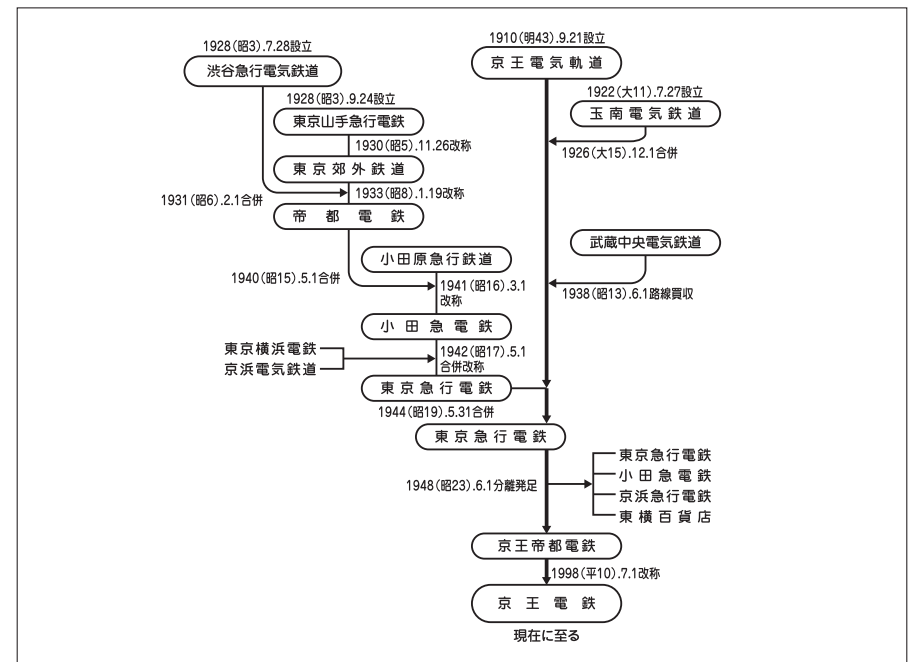 1910(明43).9.21設立
京王電気軌道
1928(昭3).7.28設立
渋谷急行電気鉄道
1922(大11).7.27設立
玉南電気鉄道
1928(昭3).9.24設立
東京山手急行電鉄
1930(昭5).11.26改称
1926(大15).12.1合併
東京郊外鉄道
1931(昭6).2.1合併
1933(昭8).1.19改称
帝都電鉄
武蔵中央電気鉄道
小田原急行鉄道
1940(昭15).5.1合併
1941(昭16).3.1
改称
1938(昭13).6.1路線買収
小田急電鉄
東京横浜電鉄
京浜電気鉄道
1942(昭17).5.1
合併改称
東京急行電鉄
1944(昭19).5.31合併
東京急行電鉄
1948(昭23).6.1分離発足
東京急行電鉄
小田急電鉄
京浜急行電鉄
東横百貨店
京王帝都電鉄
1998(平10).7.1改称
京王電鉄
現在に至る